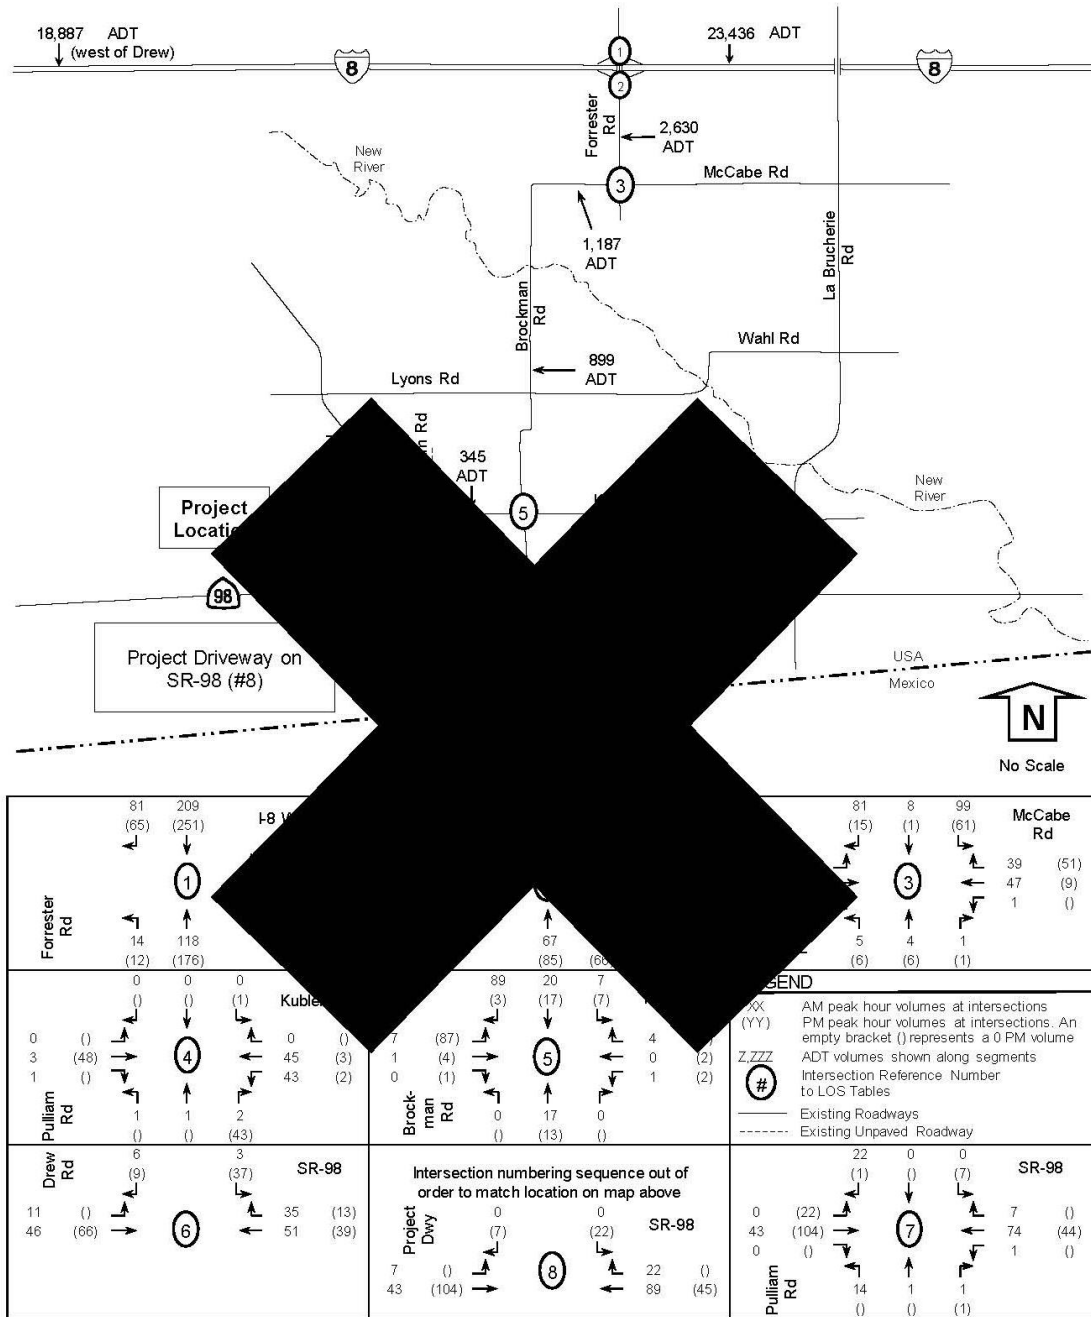 18,887 ADT
(west of Drew)
23,436 ADT
8
8
1
2
Forrester
Rd
2,630
ADT
New
River
McCabe Rd
3
1,187
ADT
La Brucherie
Rd
Brockman
Rd
Wahl Rd
899
ADT
Lyons Rd
Rd
345
ADT
5
New
River
Project
98
Project Driveway on
SR-98 (#8)
USA
Mexico
N
No Scale
81 209
(65) (251)
I-8
1
Forrester
Rd
14 118
(12) (176)
67
(85)
81 8 99
(15) (1) (61)
McCabe
Rd
39 (51)
3
47 (9)
1 ()
5 4 1
(6) (6) (1)
0 0 0
() () (1)
0 () 0 ()
3 (48) 4 45 (3)
1 () 43 (2)
Pulliam
Rd
1 1 2
() () (43)
89 20 7
(3) (17) (7)
7 (87) 4
1 (4) 5 0 (2)
0 (1) 1 (2)
Brock-
man
Rd
0 17 0
() (13) ()
XX AM peak hour volumes at intersections
(YY) PM peak hour volumes at intersections. An
empty bracket () represents a 0 PM volume
Z,ZZZ ADT volumes shown along segments
# Intersection Reference Number
to LOS Tables
Existing Roadways
Existing Unpaved Roadway
Drew
Rd
6 3
(9) (37)
SR-98
11 () 35 (13)
46 (66) 6 51 (39)
Intersection numbering sequence out of
order to match location on map above
Project
Dwy
0 0
(7) (22)
SR-98
7 () 22 ()
43 (104) 8 89 (45)
22 0 0
(1) () (7)
SR-98
0 (22) 7 ()
43 (104) 7 74 (44)
0 () 1 ()
Pulliam
Rd
14 1 1
() () (1)